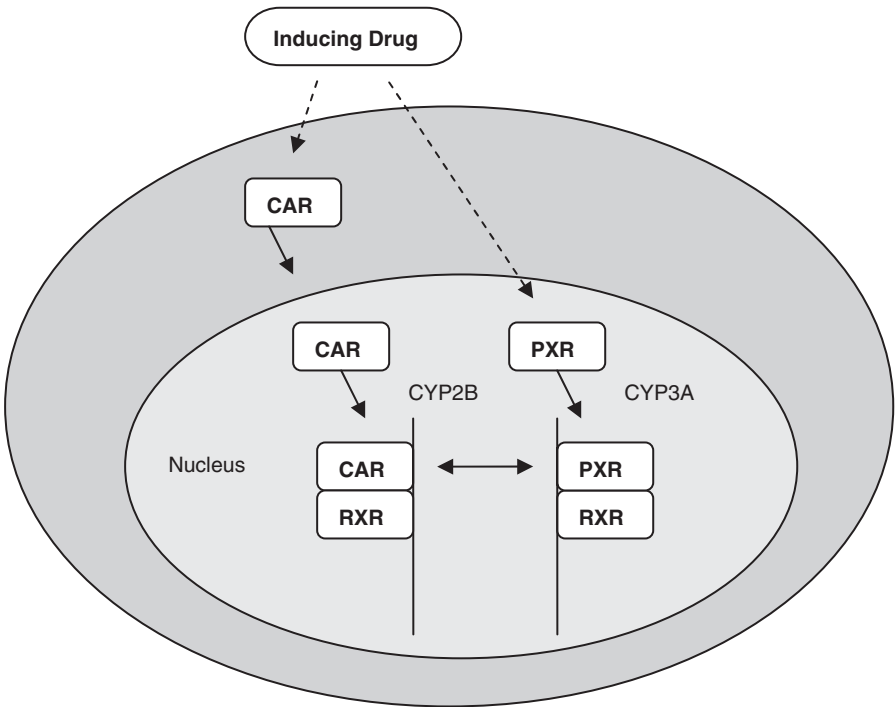 Inducing Drug
CAR
CAR
PXR
CYP2B
CYP3A
Nucleus
CAR
PXR
RXR
RXR